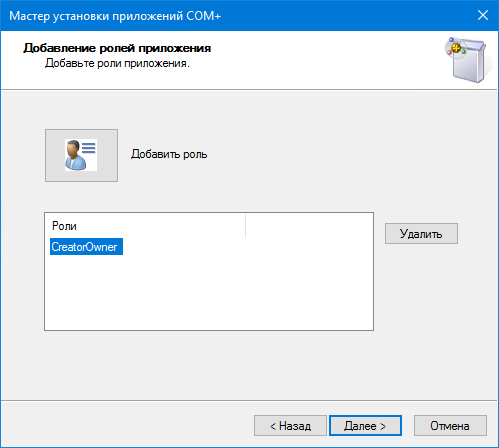 Мастер установки приложений COM+
Добавление ролей приложения
Добавьте роли приложения.
Добавить роль
Роли
CreatorOwner
Удалить
< Назад
Далее >
Отмена